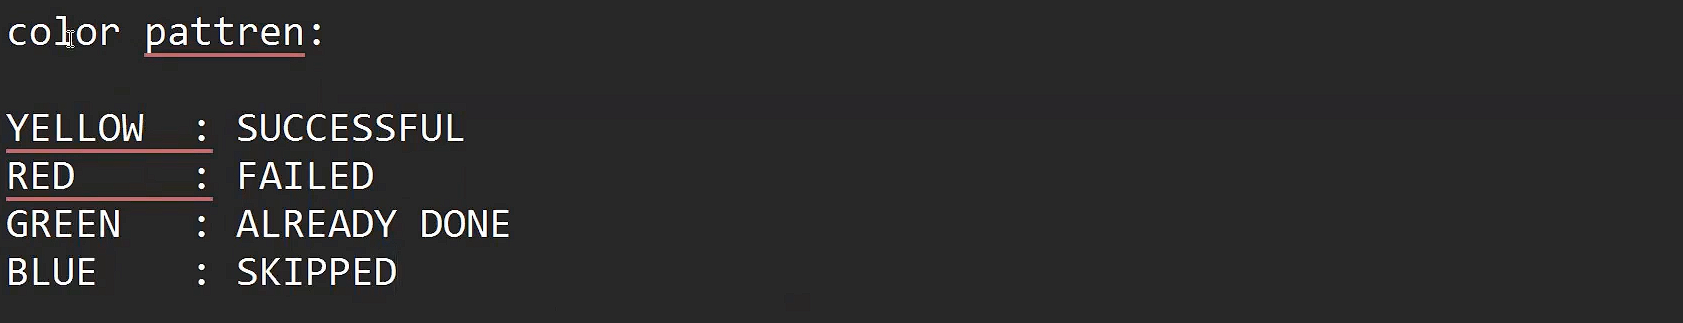 color pattren:
YELLOW  : SUCCESSFUL
RED     : FAILED
GREEN   : ALREADY DONE
BLUE    : SKIPPED